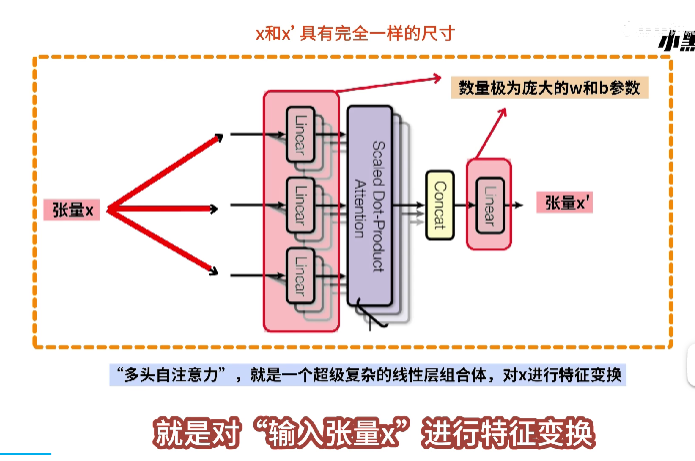 x和x’具有完全一样的尺寸
小黑
数量极为庞大的w和b参数
Linear
Linear
Linear
Scaled Dot-Product
Attention
Concat
Linear
张量x
张量x'
“多头自注意力”，就是一个超级复杂的线性层组合体，对x进行特征变换
就是对“输入张量x”进行特征变换